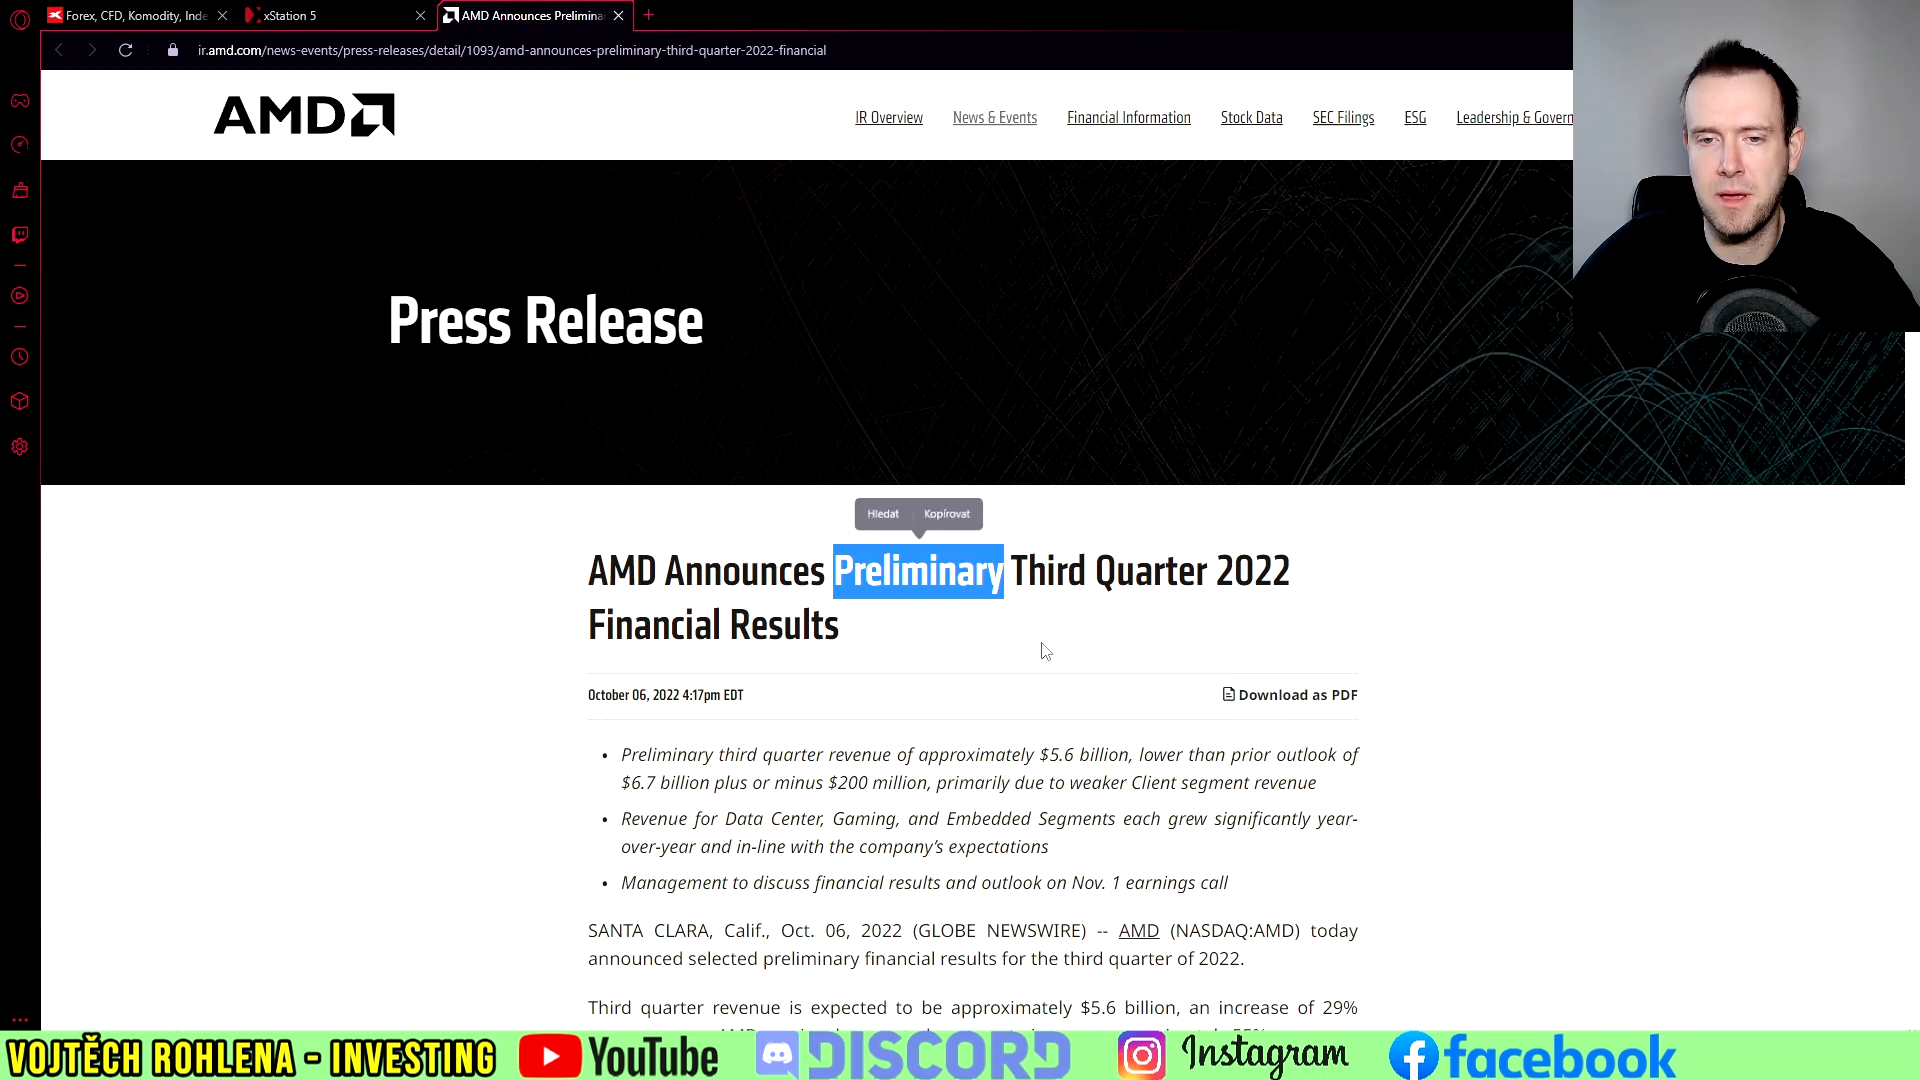 Forex, CFD, Komodity, Inde
xStation 5
AMD Announces Prelimina
ir.amd.com/news-events/press-releases/detail/1093/amd-announces-preliminary-third-quarter-2022-financial
AMD
IR Overview
News & Events
Financial Information
Stock Data
SEC Filings
ESG
Leadership & Govern
Press Release
Hledat
Kopírovat
AMD Announces Preliminary Third Quarter 2022
Financial Results
October 06, 2022 4:17pm EDT
Download as PDF
• Preliminary third quarter revenue of approximately $5.6 billion, lower than prior outlook of
$6.7 billion plus or minus $200 million, primarily due to weaker Client segment revenue
• Revenue for Data Center, Gaming, and Embedded Segments each grew significantly year-
over-year and in-line with the company’s expectations
• Management to discuss financial results and outlook on Nov. 1 earnings call
SANTA CLARA, Calif., Oct. 06, 2022 (GLOBE NEWSWIRE) -- AMD (NASDAQ:AMD) today
announced selected preliminary financial results for the third quarter of 2022.
Third quarter revenue is expected to be approximately $5.6 billion, an increase of 29%
VOJTĚCH ROHLENA - INVESTING
YouTube
DISCORD
Instagram
facebook